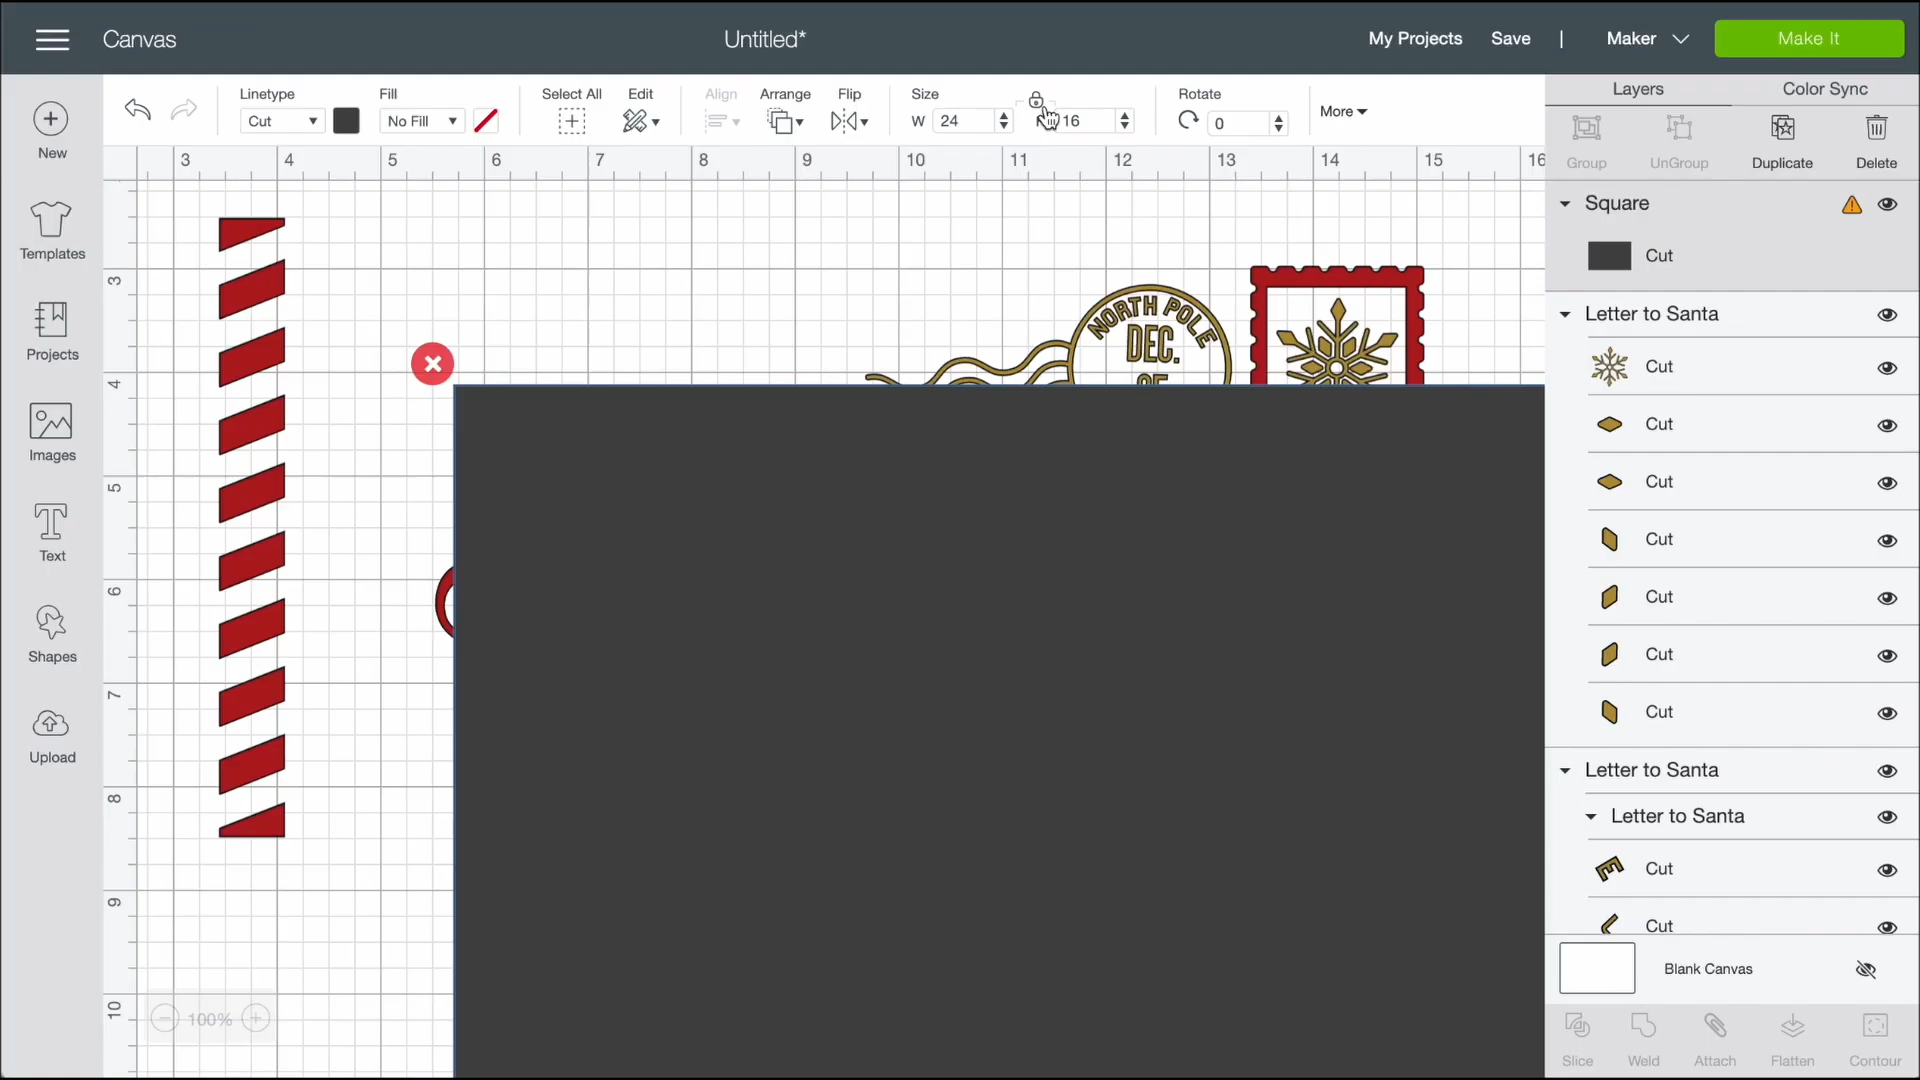 Canvas
Untitled*
My Projects
Save
|
Maker
Make It
Linetype
Cut
Fill
No Fill
Select All
Edit
Align
Arrange
Flip
Size
W 24
16
Rotate
0
More
Layers
Color Sync
New
Templates
Projects
Images
Text
Shapes
Upload
3 4 5 6 7 8 9 10 11 12 13 14 15 16
3
4
5
6
7
8
9
10
NORTH POLE
DEC.
100%
Group
UnGroup
Duplicate
Delete
Square
Cut
Letter to Santa
Cut
Cut
Cut
Cut
Cut
Cut
Cut
Letter to Santa
Letter to Santa
Cut
Cut
Blank Canvas
Slice
Weld
Attach
Flatten
Contour